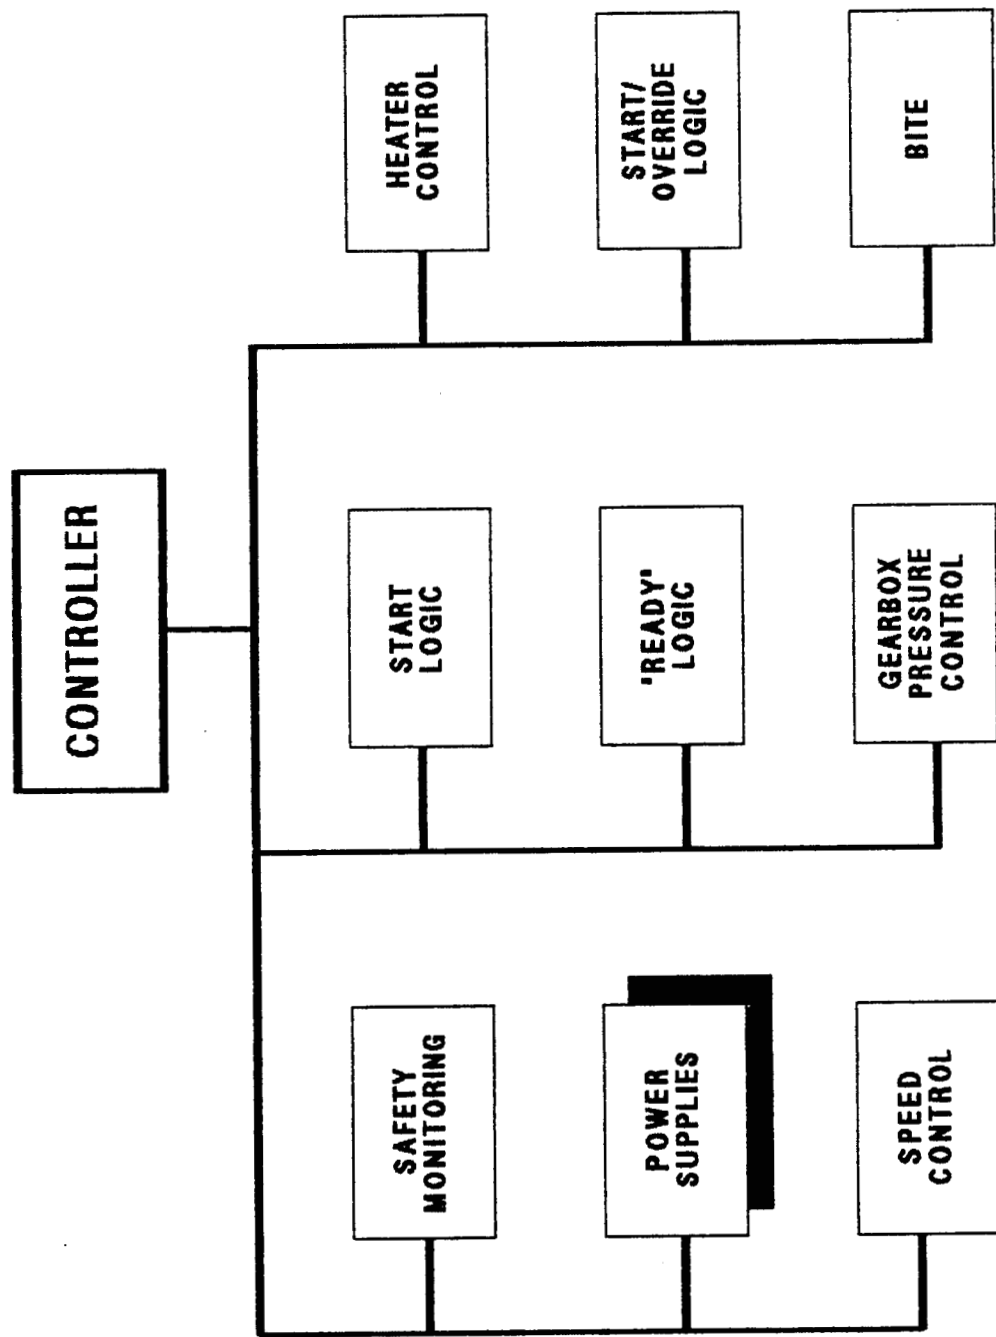 CONTROLLER
SAFETY
MONITORING
POWER
SUPPLIES
SPEED
CONTROL
START
LOGIC
"READY"
LOGIC
GEARBOX
PRESSURE
CONTROL
HEATER
CONTROL
START/
OVERRIDE
LOGIC
BITE